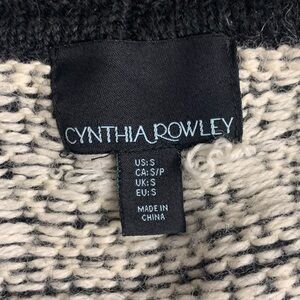 CYNTHIA ROWLEY
US:S
CA:S/P
UK:S
EU:S
MADE IN
CHINA